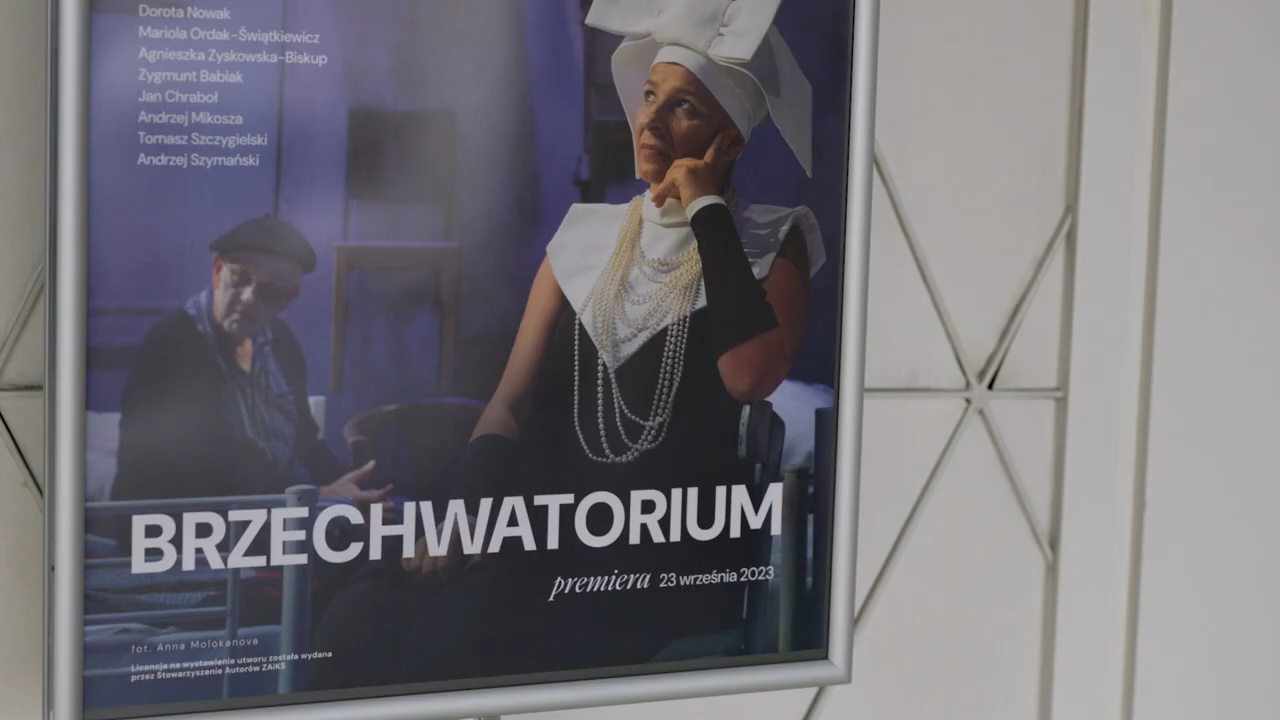 Dorota Nowak
Mariola Ordak-Świątkiewicz
Agnieszka Zyskowska-Biskup
Zygmunt Babiak
Jan Chraboł
Andrzej Mikosza
Tomasz Szczygielski
Andrzej Szymański
BRZECHWATORIUM
premiera 23 września 2023
fot. Anna Molokanova
Licencję na wystawienie utworu została wydana
przez Stowarzyszenie Autorów ZAiKS